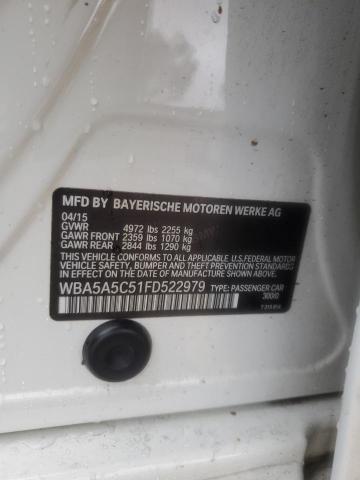 MFD BY BAYERISCHE MOTOREN WERKE AG
04/15
GVWR 4972 lbs 2255 kg
GAWR FRONT 2359 lbs 1070 kg
GAWR REAR 2844 lbs 1290 kg
THIS VEHICLE CONFORMS TO ALL APPLICABLE U.S. FEDERAL MOTOR
VEHICLE SAFETY, BUMPER, AND THEFT PREVENTION STANDARDS
IN EFFECT ON THE DATE OF MANUFACTURE SHOWN ABOVE.
WBA5A5C51FD522979 TYPE: PASSENGER CAR
300/0